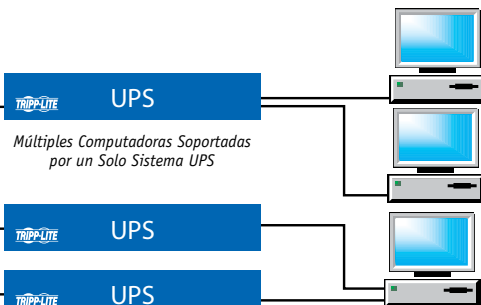 TRIPP·LITE UPS
Múltiples Computadoras Soportadas
por un Solo Sistema UPS
TRIPP·LITE UPS
TRIPP·LITE UPS